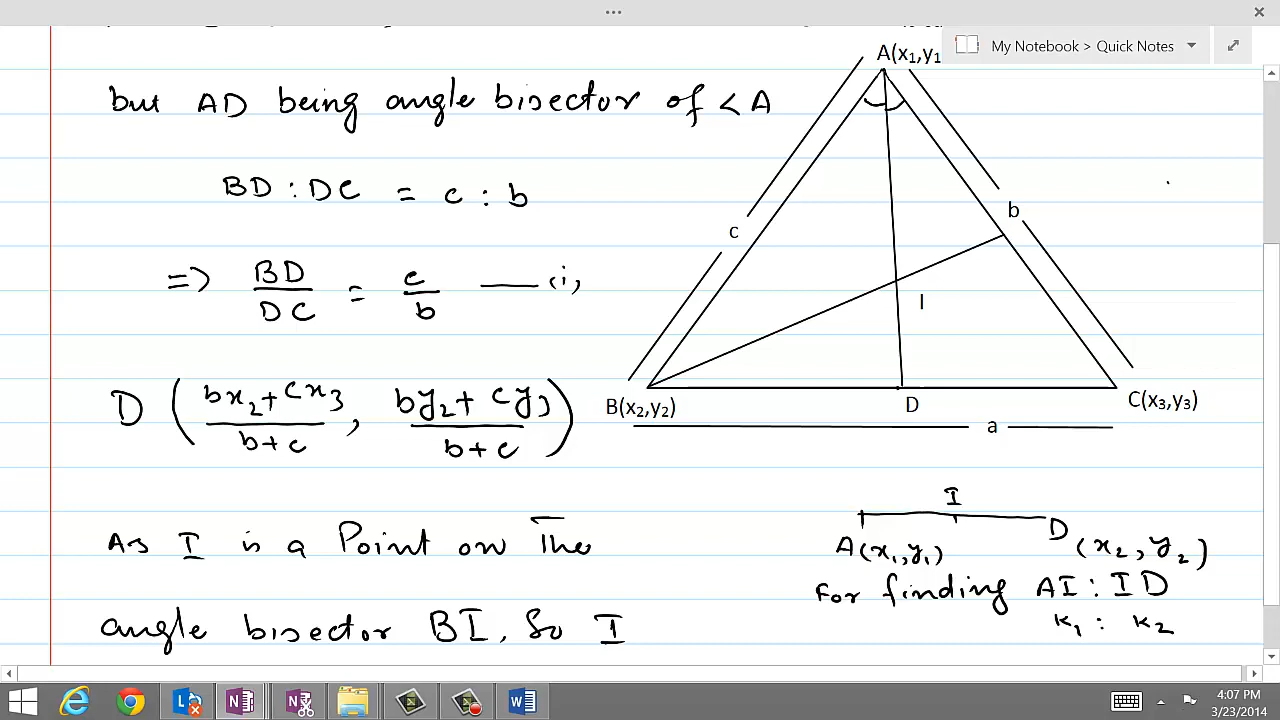 My Notebook > Quick Notes
A(x₁,y₁
but AD being angle bisector of <A
BD : DC = c : b
=> BD/DC = c/b —— (i)
D ( (bx₂+cx₃)/(b+c) , (by₂+cy₃)/(b+c) )
c
b
I
B(x₂,y₂)
D
C(x₃,y₃)
a
As I is a Point on The
angle bisector BI, So I
I
A(x₁,y₁)
D (x₂,y₂)
For finding AI : ID
k₁ : k₂
4:07 PM
3/23/2014